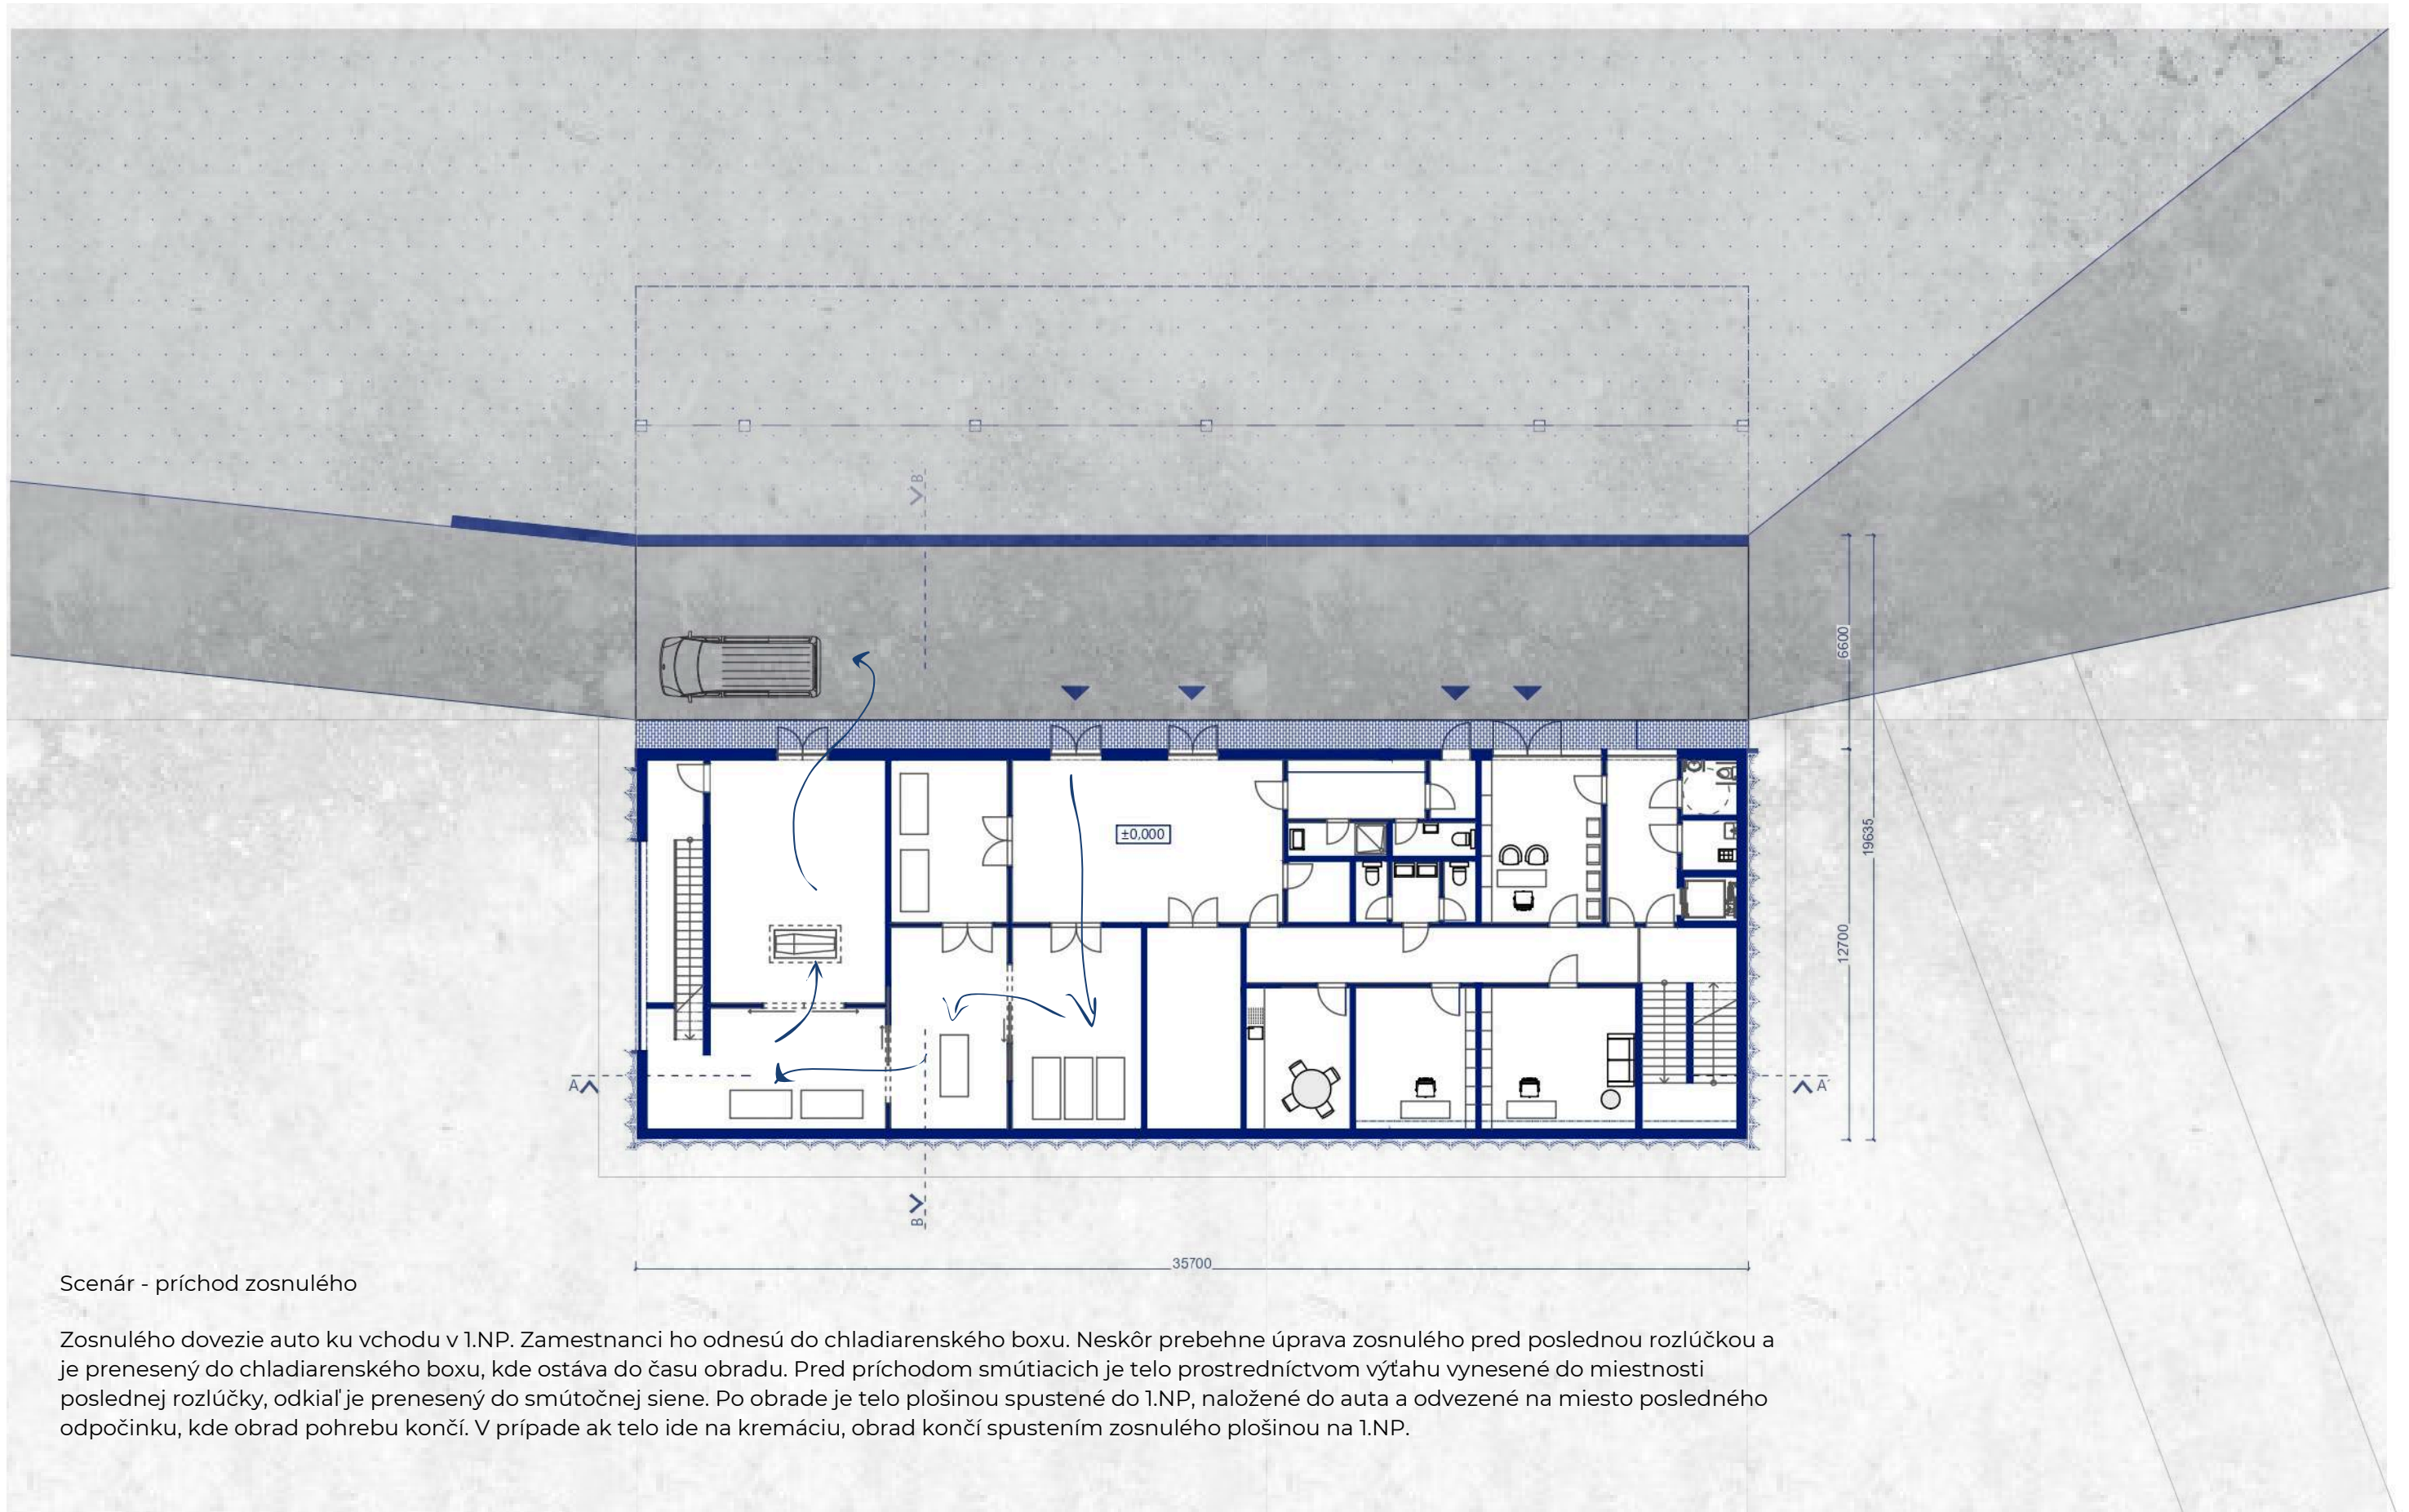 B'
6600
±0,000
19635
12700
A
A'
B
35700
Scenár - príchod zosnulého
Zosnulého dovezie auto ku vchodu v 1.NP. Zamestnanci ho odnesú do chladiarenského boxu. Neskôr prebehne úprava zosnulého pred poslednou rozlúčkou a
je prenesený do chladiarenského boxu, kde ostáva do času obradu. Pred príchodom smútiacich je telo prostredníctvom výťahu vynesené do miestnosti
poslednej rozlúčky, odkiaľ je prenesený do smútočnej siene. Po obrade je telo plošinou spustené do 1.NP, naložené do auta a odvezené na miesto posledného
odpočinku, kde obrad pohrebu končí. V prípade ak telo ide na kremáciu, obrad končí spustením zosnulého plošinou na 1.NP.